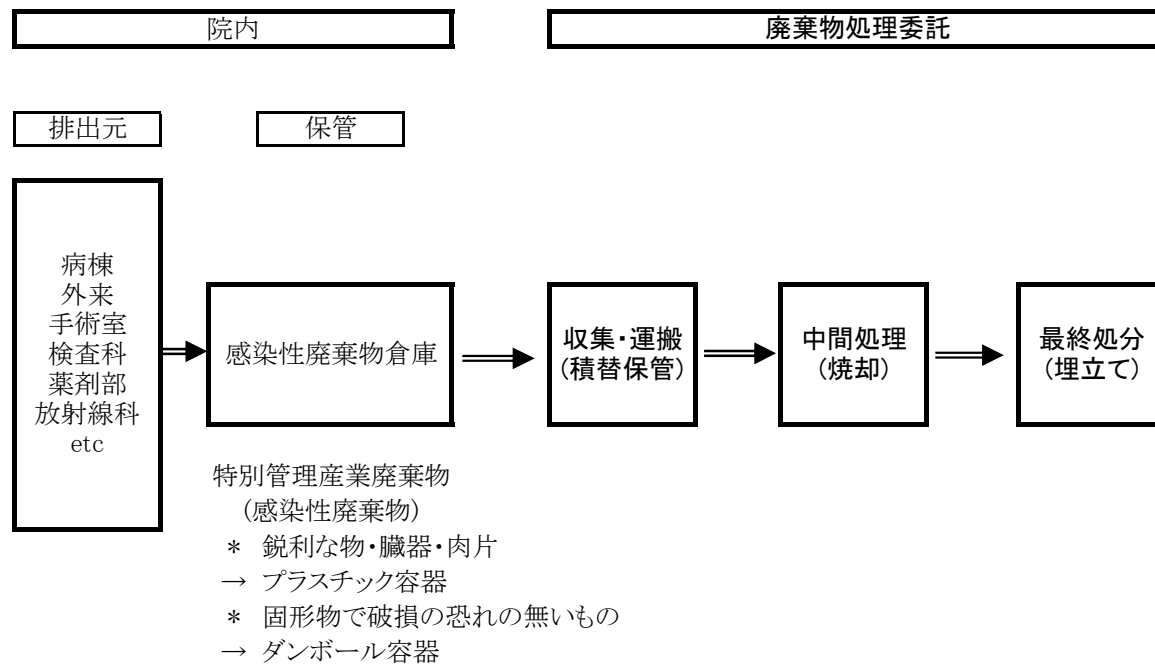 院内
廃棄物処理委託
排出元
保管
病棟
外来
手術室
検査科
薬剤部
放射線科
etc
感染性廃棄物倉庫
収集・運搬
(積替保管)
中間処理
(焼却)
最終処分
(埋立て)
特別管理産業廃棄物
(感染性廃棄物)
* 鋭利な物・臓器・肉片
→ プラスチック容器
* 固形物で破損の恐れの無いもの
→ ダンボール容器